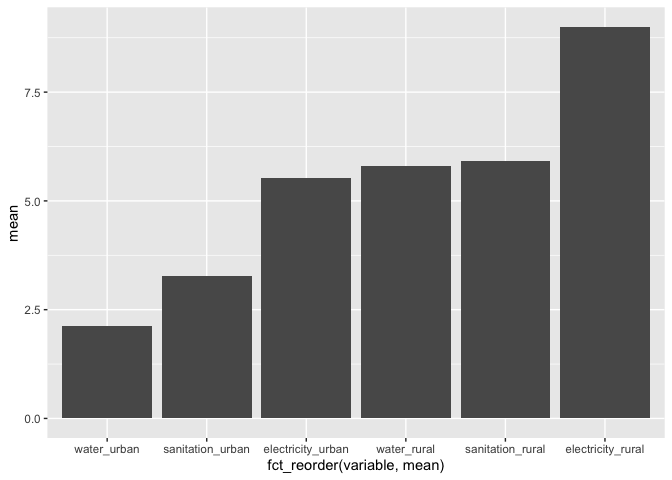 7.5
5.0
2.5
0.0
mean
water_urban sanitation_urban electricity_urban water_rural sanitation_rural electricity_rural
fct_reorder(variable, mean)